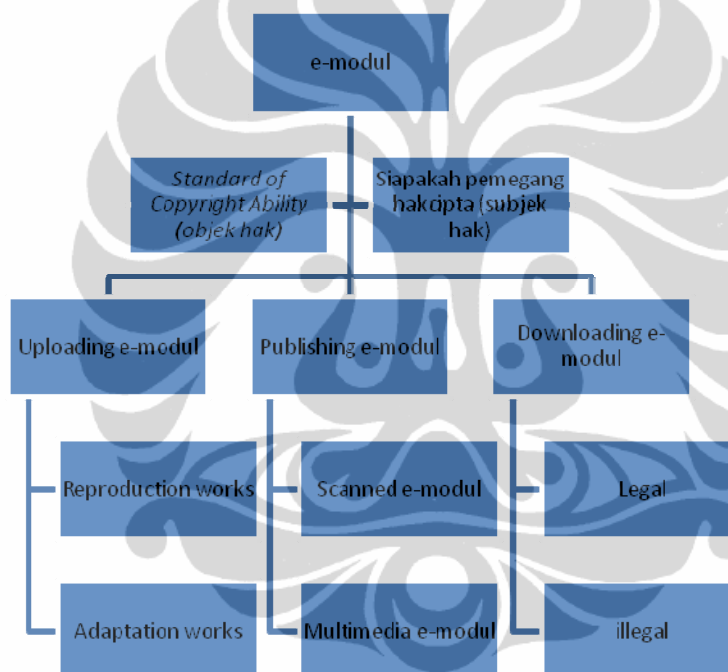 e-modul
Standard of
Copyright Ability
(objek hak)
Siapakah pemegang
hakcipta (subjek
hak)
Uploading e-modul
Publishing e-modul
Downloading e-
modul
Reproduction works
Scanned e-modul
Legal
Adaptation works
Multimedia e-modul
illegal